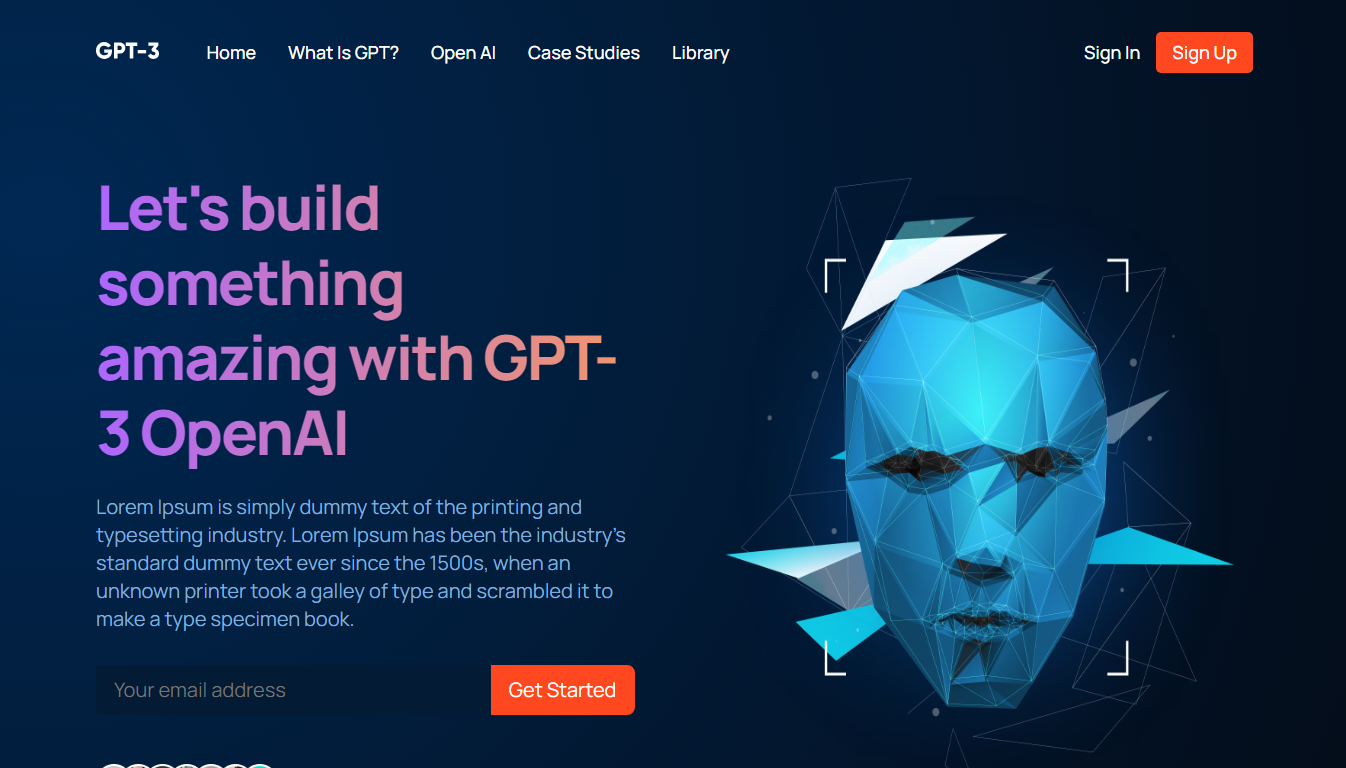 GPT-3 Home What Is GPT? Open AI Case Studies Library Sign In Sign Up
Let's build
something
amazing with GPT-
3 OpenAI
Lorem Ipsum is simply dummy text of the printing and
typesetting industry. Lorem Ipsum has been the industry’s
standard dummy text ever since the 1500s, when an
unknown printer took a galley of type and scrambled it to
make a type specimen book.
Your email address Get Started